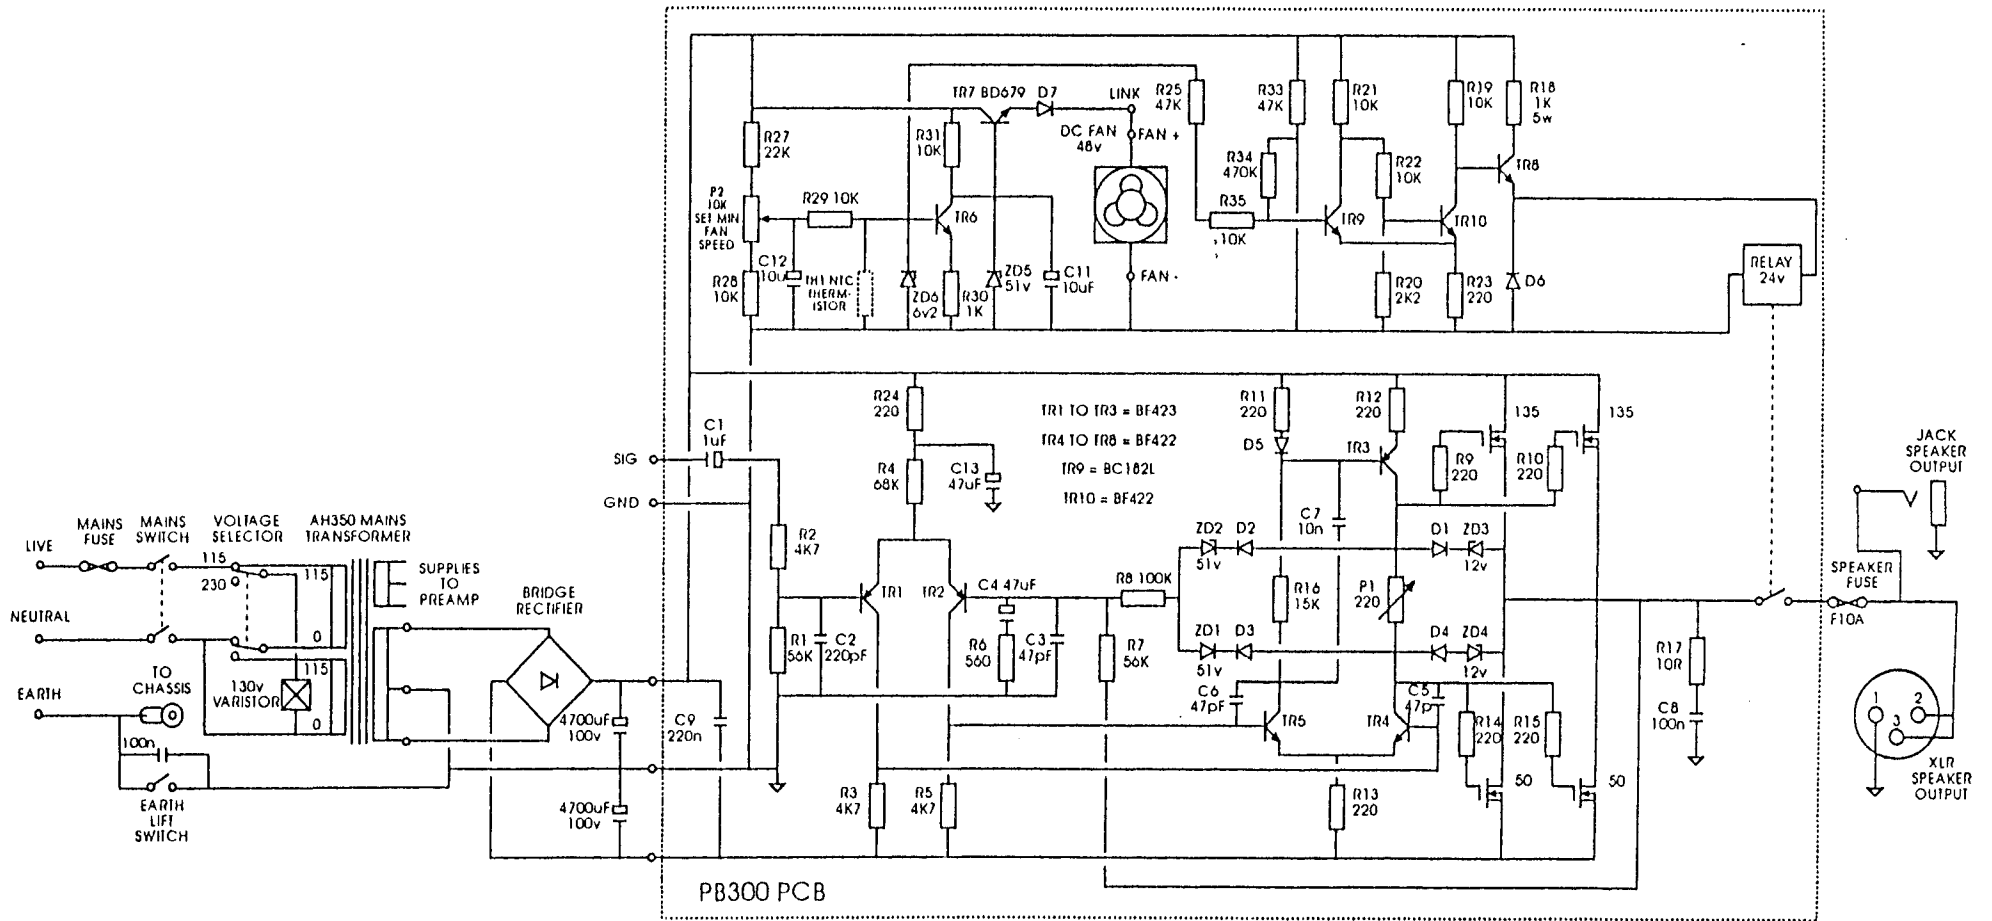 TR7 BD679
D7
LINK
R25
47K
R33
47K
R21
10K
R19
10K
R18
1K
5w
R27
22K
R31
10K
DC FAN
48v
FAN +
R34
470K
R22
10K
TR8
P2
10K
SET MIN
FAN
SPEED
R29 10K
TR6
R35
10K
TR9
TR10
C12
10u
TH1 NTC
THERM-
ISTOR
ZD6
6v2
R30
1K
ZD5
51v
C11
10uF
FAN -
R28
10K
R20
2K2
R23
220
D6
RELAY
24v
R24
220
TR1 TO TR3 = BF423
TR4 TO TR8 = BF422
TR9 = BC182L
TR10 = BF422
R11
220
D5
R12
220
TR3
135
135
R9
220
R10
220
C1
1uF
SIG
GND
R4
68K
C13
47uF
C7
10n
JACK
SPEAKER
OUTPUT
LIVE
MAINS
FUSE
MAINS
SWITCH
VOLTAGE
SELECTOR
AH350 MAINS
TRANSFORMER
115
230
115
SUPPLIES
TO
PREAMP
NEUTRAL
0
115
BRIDGE
RECTIFIER
R2
4K7
TR1
TR2
C4 47uF
R8 100K
ZD2
51v
D2
D1
ZD3
12v
R16
15K
P1
220
SPEAKER
FUSE
F10A
R1
56K
C2
220pF
R6
560
C3
47pF
R7
56K
ZD1
51v
D3
D4
ZD4
12v
R17
10R
EARTH
TO
CHASSIS
130v
VARISTOR
0
4700uF
100v
C9
220n
C6
47pF
TR5
TR4
C5
47p
R14
220
R15
220
C8
100n
1
2
3
XLR
SPEAKER
OUTPUT
100n
EARTH
LIFT
SWITCH
4700uF
100v
R3
4K7
R5
4K7
R13
220
50
50
PB300 PCB